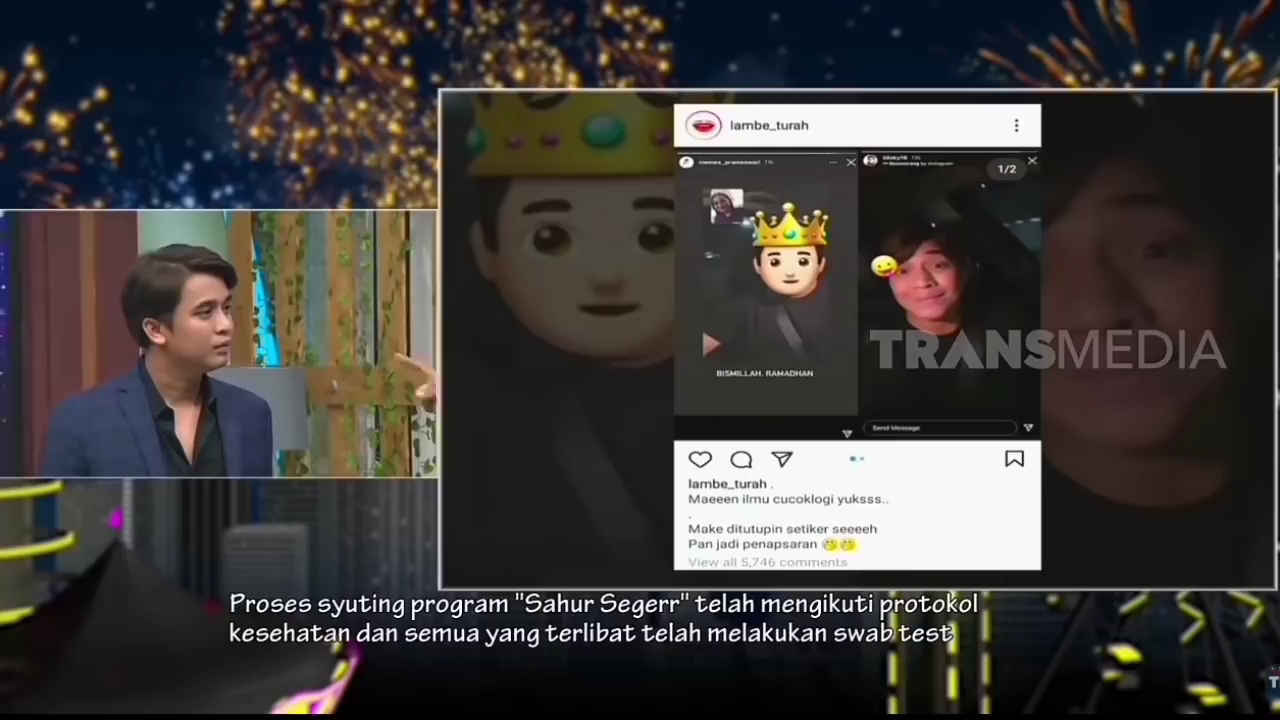 lambe_turah
1/2
BISMILLAH. RAMADHAN
TRANSMEDIA
Send Message
lambe_turah .
Maeeen ilmu cucoklogi yuksss..
.
Make ditutupin setiker seeeeh
Pan jadi penapsaran
View all 5,746 comments
Proses syuting program "Sahur Segerr" telah mengikuti protokol
kesehatan dan semua yang terlibat telah melakukan swab test